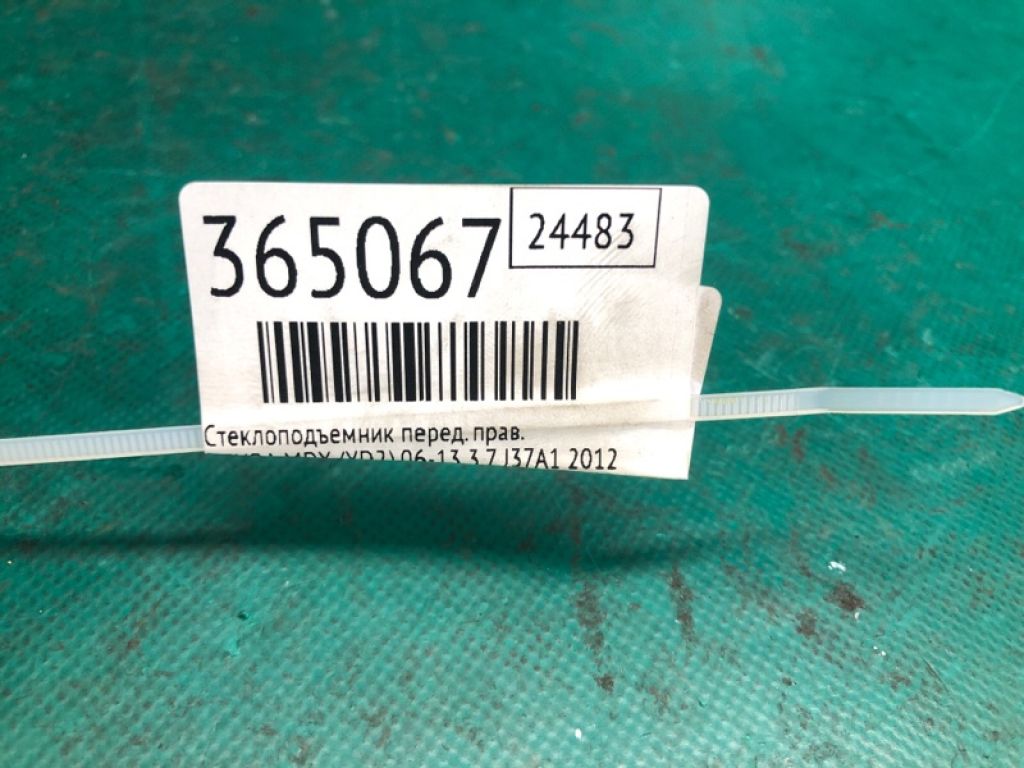 365067
24483
Стеклоподъемник перед. прав.
MDX (YD2) 06-13 3.7 J37A1 2012